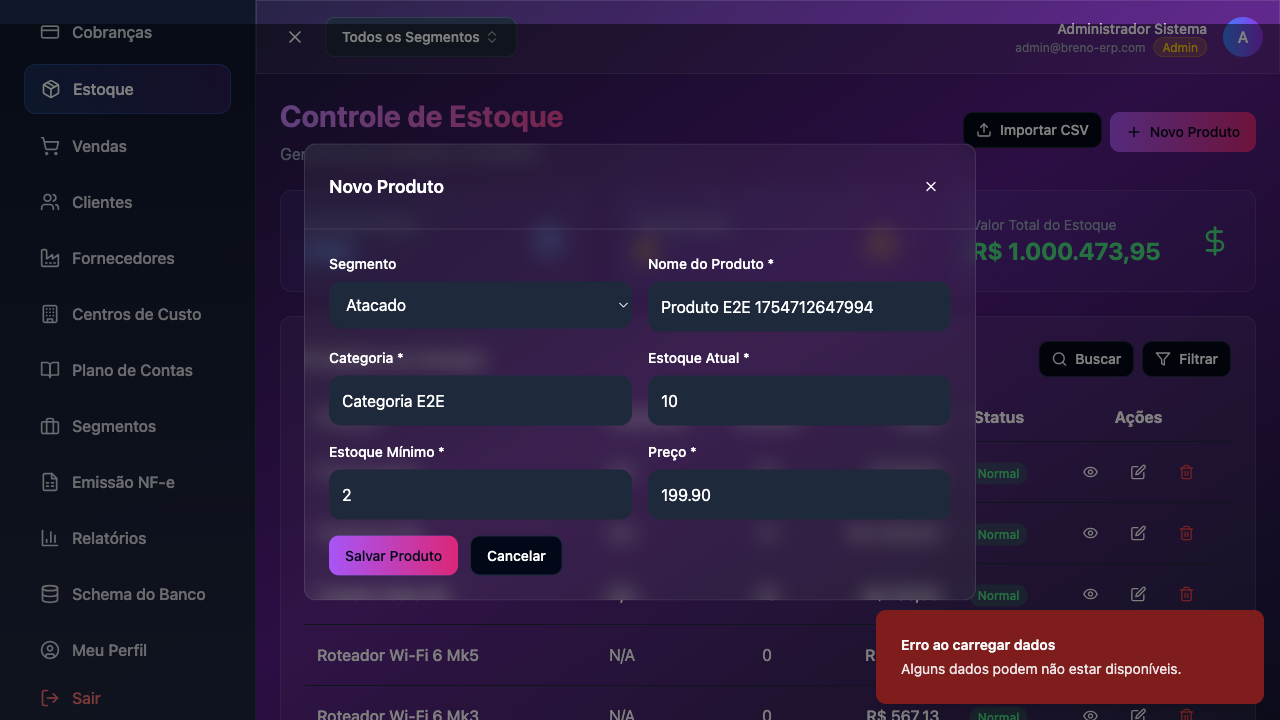 Cobranças
Estoque
Vendas
Clientes
Fornecedores
Centros de Custo
Plano de Contas
Segmentos
Emissão NF-e
Relatórios
Schema do Banco
Meu Perfil
Sair
Todos os Segmentos
Administrador Sistema
admin@breno-erp.com Admin
A
Controle de Estoque
Ger
Importar CSV
Novo Produto
Valor Total do Estoque
R$ 1.000.473,95
$
Buscar
Filtrar
Status Ações
Normal
Normal
Normal
Roteador Wi-Fi 6 Mk5 N/A 0 R
Roteador Wi-Fi 6 Mk3 N/A 0 R$ 567,13 Normal
Novo Produto
Segmento
Atacado
Nome do Produto *
Produto E2E 1754712647994
Categoria *
Categoria E2E
Estoque Atual *
10
Estoque Mínimo *
2
Preço *
199.90
Salvar Produto
Cancelar
Erro ao carregar dados
Alguns dados podem não estar disponíveis.